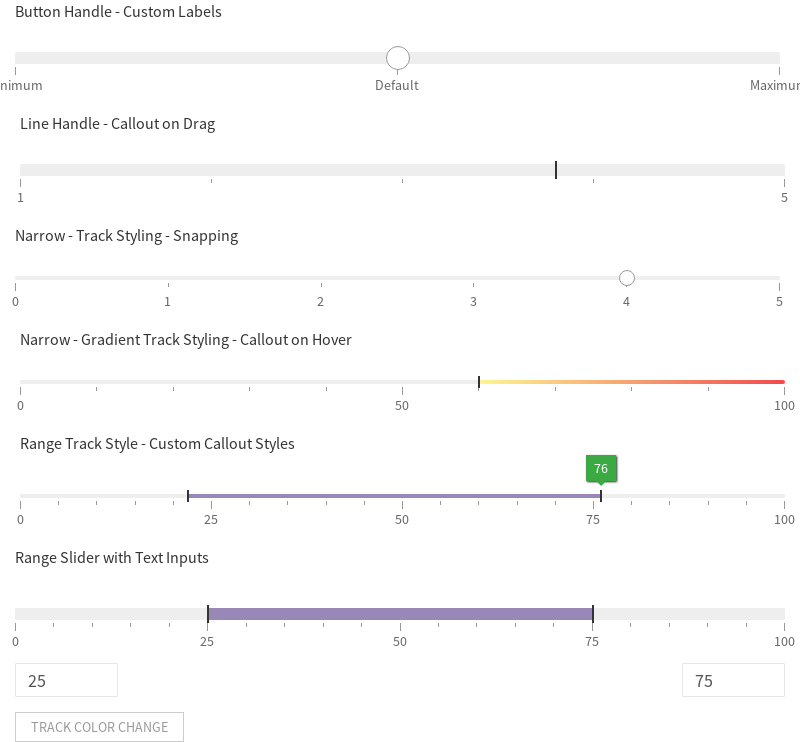 Button Handle - Custom Labels
nimum Default Maximur
Line Handle - Callout on Drag
1 5
Narrow - Track Styling - Snapping
0 1 2 3 4 5
Narrow - Gradient Track Styling - Callout on Hover
0 50 100
Range Track Style - Custom Callout Styles
76
0 25 50 75 100
Range Slider with Text Inputs
0 25 50 75 100
25 75
TRACK COLOR CHANGE